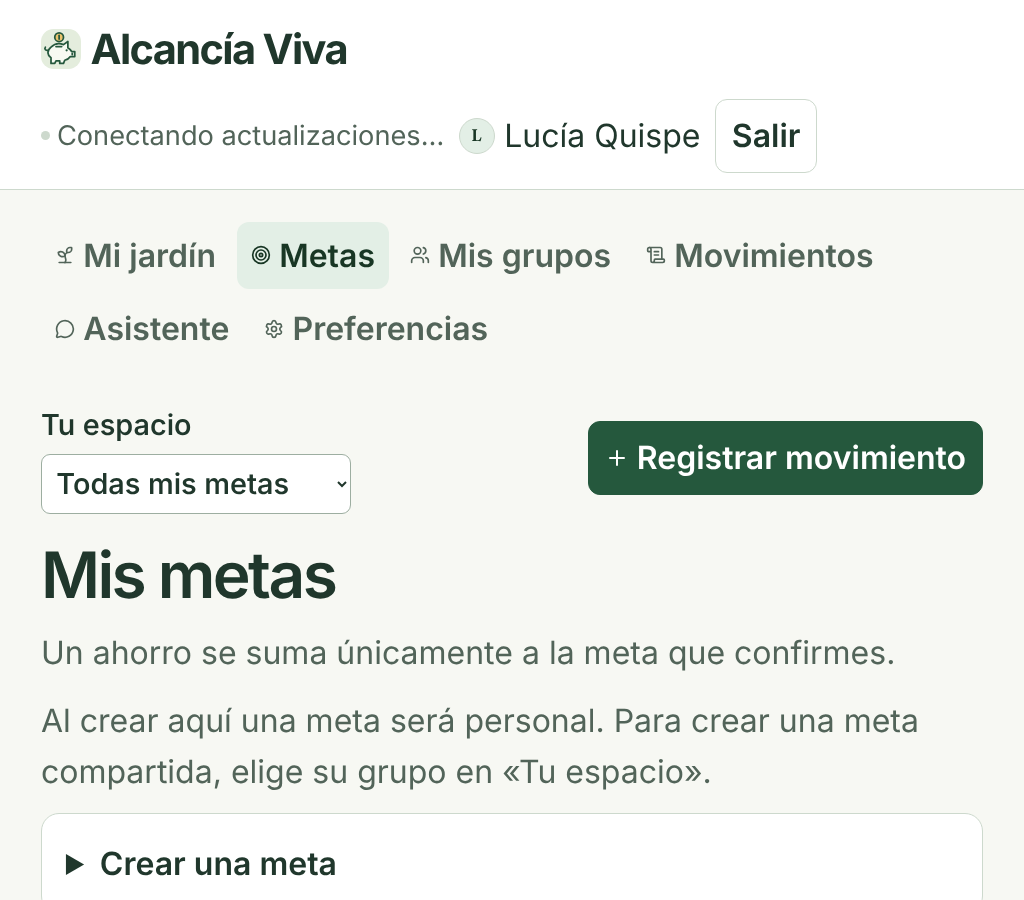 Alcancía Viva
Conectando actualizaciones... L Lucía Quispe Salir
Mi jardín Metas Mis grupos Movimientos
Asistente Preferencias
Tu espacio
Todas mis metas
+ Registrar movimiento
Mis metas
Un ahorro se suma únicamente a la meta que confirmes.
Al crear aquí una meta será personal. Para crear una meta
compartida, elige su grupo en «Tu espacio».
Crear una meta